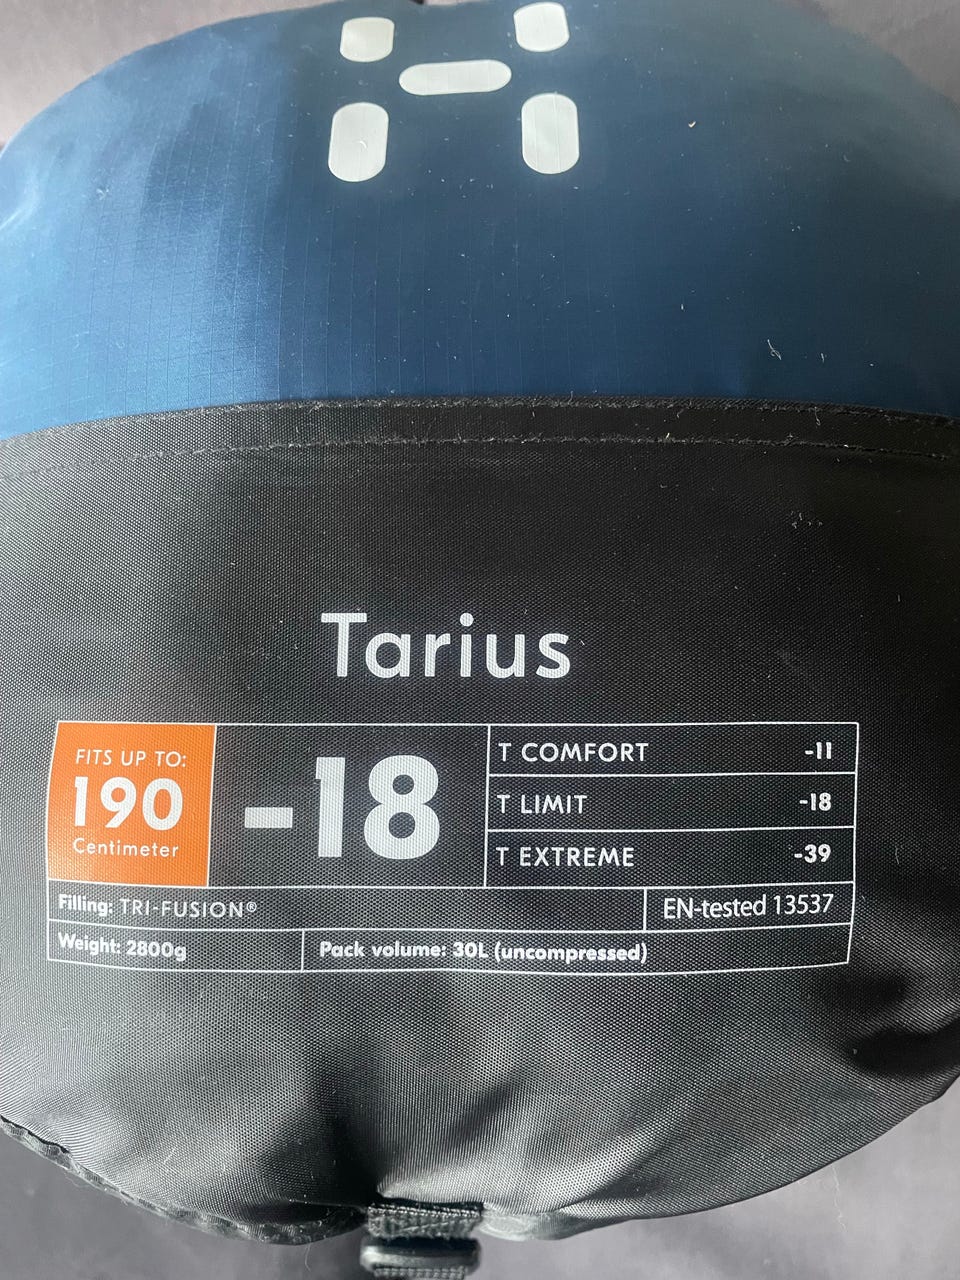 Tarius
FITS UP TO:
190
Centimeter
-18
T COMFORT -11
T LIMIT -18
T EXTREME -39
Filling: TRI-FUSION®
EN-tested 13537
Weight: 2800g
Pack volume: 30L (uncompressed)